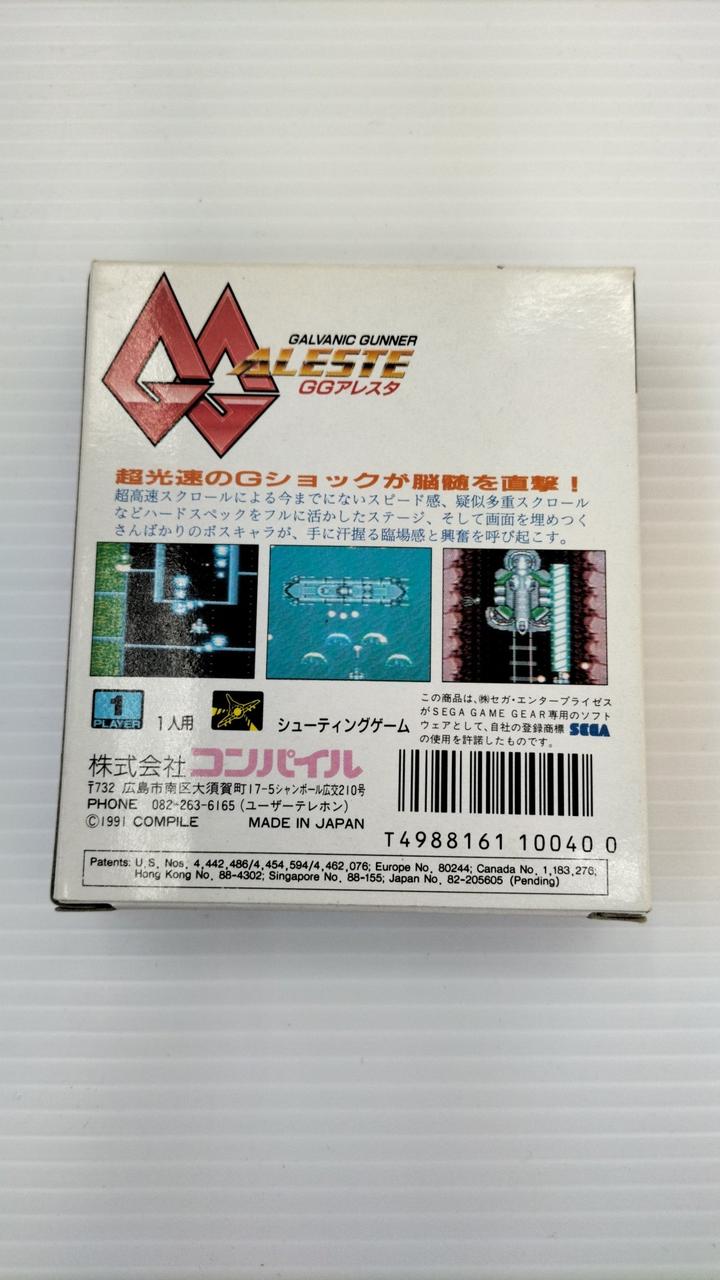 GG
GALVANIC GUNNER
ALESTE
GGアレスタ
超光速のGショックが脳髄を直撃！
超高速スクロールによる今までにないスピード感、疑似多重スクロール
などハードスペックをフルに活かしたステージ、そして画面を埋めつく
さんばかりのボスキャラが、手に汗握る臨場感と興奮を呼び起こす。
1
PLAYER
1人用
シューティングゲーム
この商品は、㈱セガ・エンタープライゼス
がSEGA GAME GEAR専用のソフト
ウェアとして、自社の登録商標 SEGA
の使用を許諾したものです。
株式会社コンパイル
〒732 広島市南区大須賀町17-5シャンボール広交210号
PHONE 082-263-6165（ユーザーテレホン）
©1991 COMPILE MADE IN JAPAN
T4988161 10040 0
Patents: U.S. Nos. 4,442,486/4,454,594/4,462,076; Europe No. 80244; Canada No. 1,183,276;
Hong Kong No. 88-4302; Singapore No. 88-155; Japan No. 82-205605 (Pending)